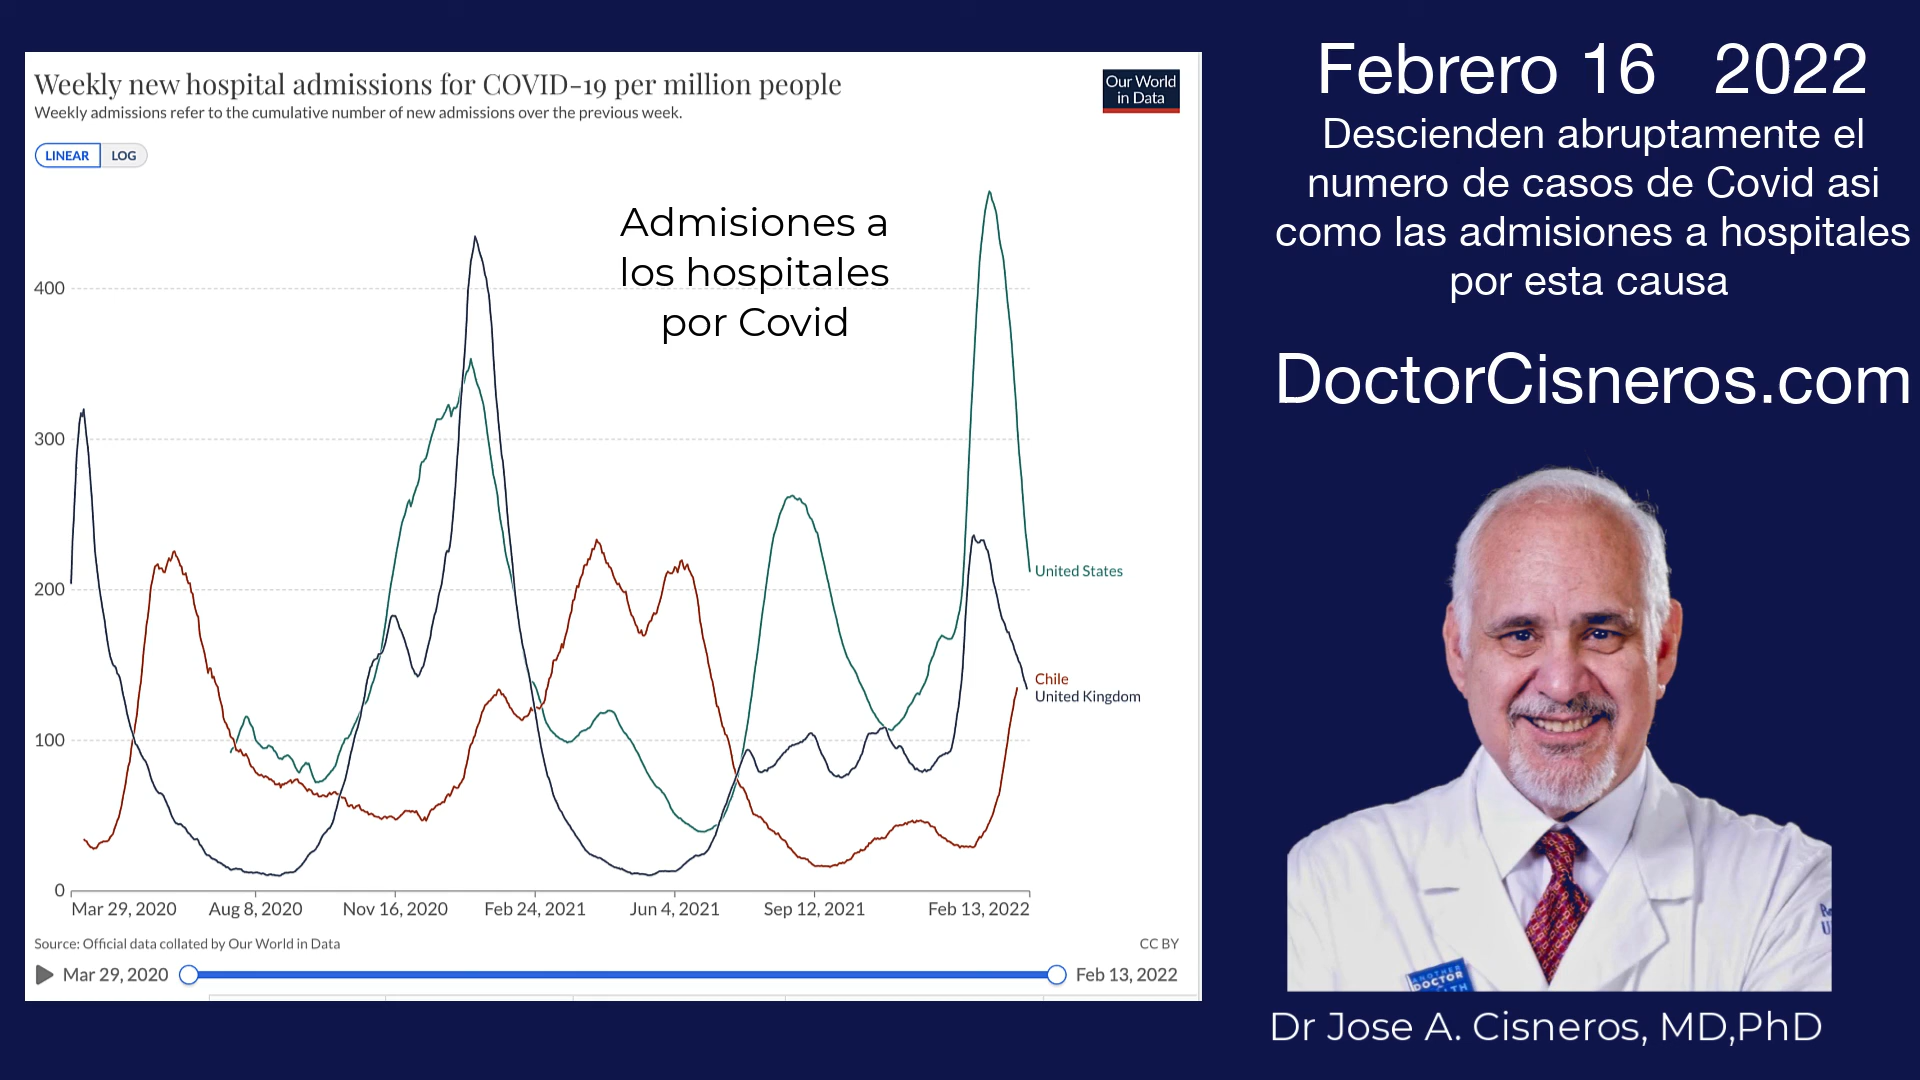 Weekly new hospital admissions for COVID-19 per million people
Weekly admissions refer to the cumulative number of new admissions over the previous week.
Our World
in Data
LINEAR LOG
Admisiones a
los hospitales
por Covid
400
300
200
100
0
United States
Chile
United Kingdom
Mar 29, 2020 Aug 8, 2020 Nov 16, 2020 Feb 24, 2021 Jun 4, 2021 Sep 12, 2021 Feb 13, 2022
Source: Official data collated by Our World in Data
CC BY
Mar 29, 2020
Feb 13, 2022
Febrero 16 2022
Descienden abruptamente el
numero de casos de Covid asi
como las admisiones a hospitales
por esta causa
DoctorCisneros.com
ANOTHER
DOCTOR
Dr Jose A. Cisneros, MD,PhD